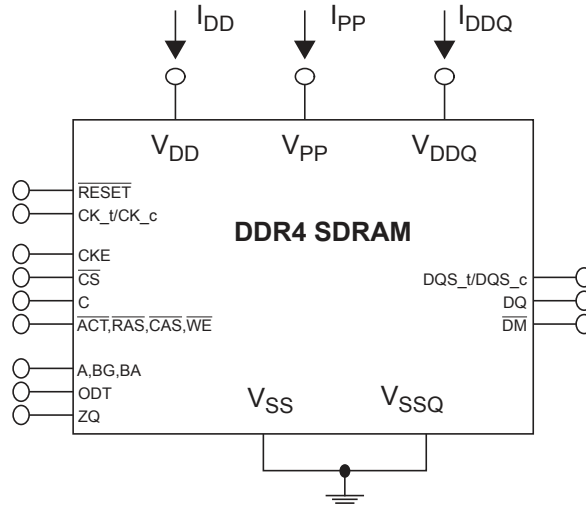 IDD IPP IDDQ
VDD VPP VDDQ
RESET
CK_t/CK_c
DDR4 SDRAM
CKE
CS
DQS_t/DQS_c
C
DQ
ACT,RAS,CAS,WE
DM
A,BG,BA
ODT
VSS VSSQ
ZQ